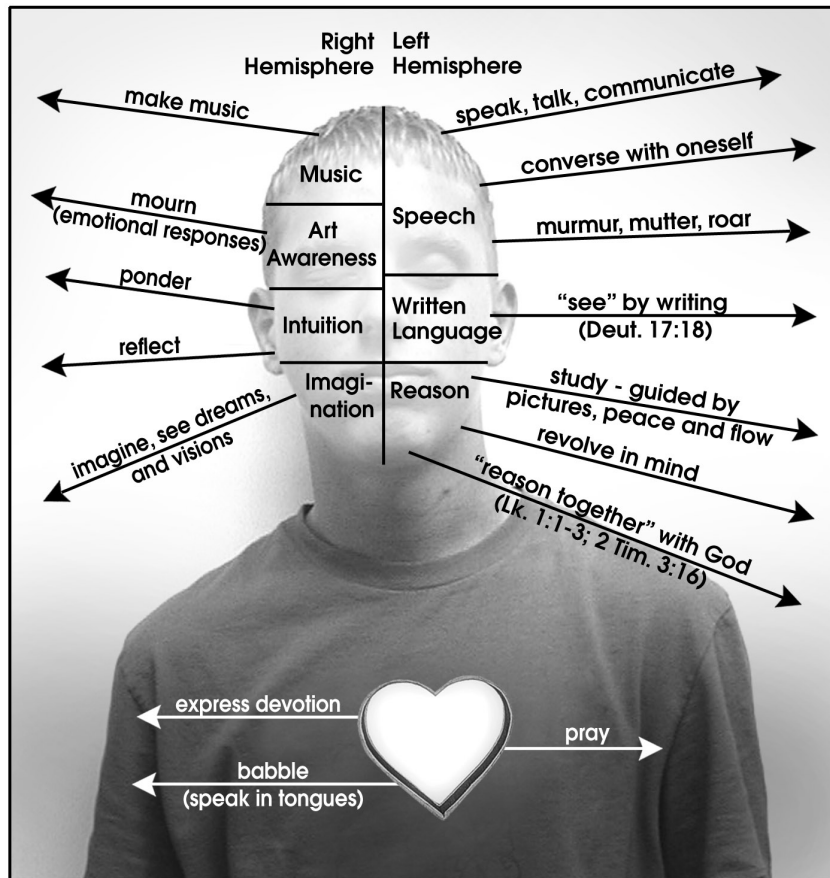 Right
Hemisphere
Left
Hemisphere
make music
mourn
(emotional responses)
ponder
reflect
imagine, see dreams,
and visions
Music
Art
Awareness
Intuition
Imagi-
nation
Speech
Written
Language
Reason
speak, talk, communicate
converse with oneself
murmur, mutter, roar
“see” by writing
(Deut. 17:18)
study - guided by
pictures, peace and flow
revolve in mind
“reason together” with God
(Lk. 1:1-3; 2 Tim. 3:16)
express devotion
babble
(speak in tongues)
pray